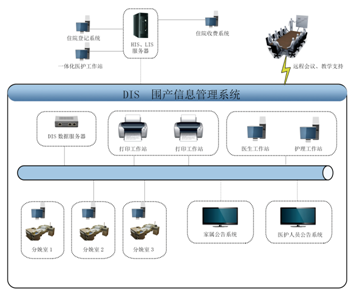 住院登记系统
HIS、LIS
服务器
住院收费系统
一体化医护工作站
远程会议、教学支持
DIS 国产信息管理系统
DIS 数据服务器
打印工作站
打印工作站
医生工作站
护理工作站
分娩室 1
分娩室 2
分娩室 3
家属公告系统
医护人员公告系统